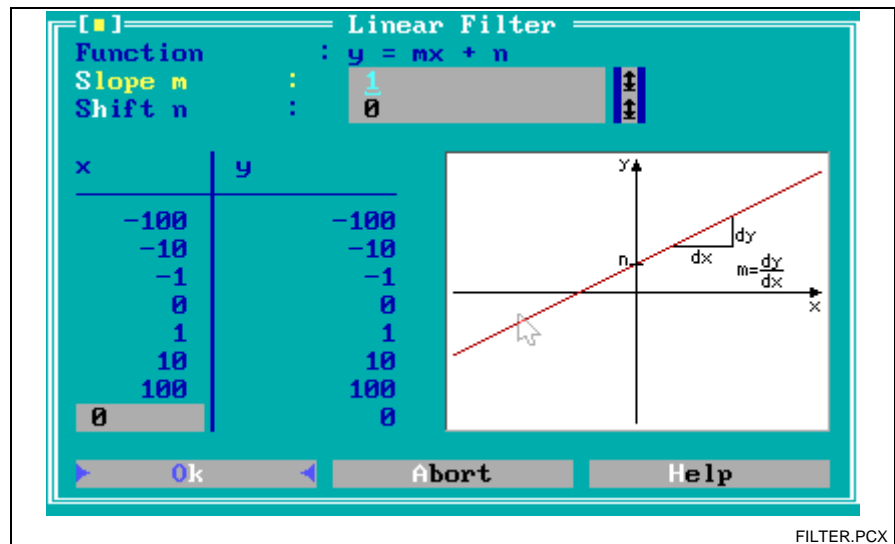 [■] Linear Filter
Function : y = mx + n
Slope m : 1
Shift n : 0
x y
-100 -100
-10 -10
-1 -1
0 0
1 1
10 10
100 100
0 0
y
dy
dx
n
m=dy/dx
x
Ok Abort Help
FILTER.PCX